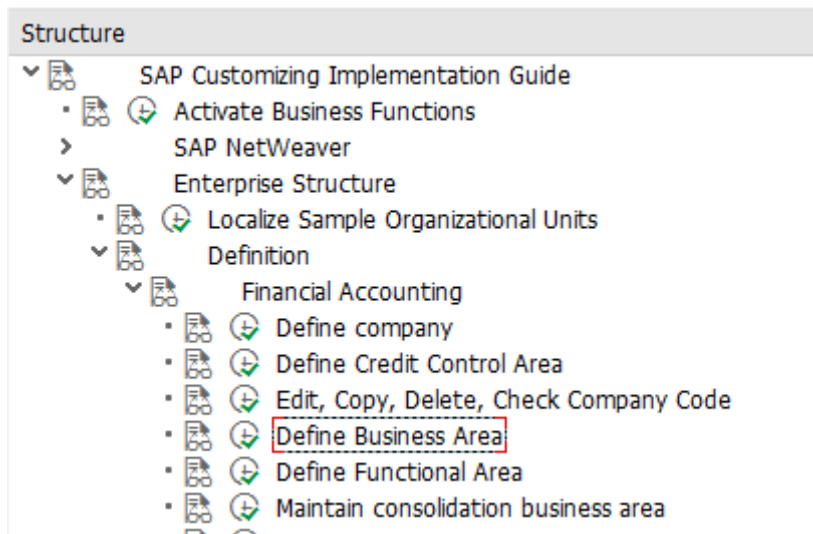 Structure
SAP Customizing Implementation Guide
Activate Business Functions
SAP NetWeaver
Enterprise Structure
Localize Sample Organizational Units
Definition
Financial Accounting
Define company
Define Credit Control Area
Edit, Copy, Delete, Check Company Code
Define Business Area
Define Functional Area
Maintain consolidation business area